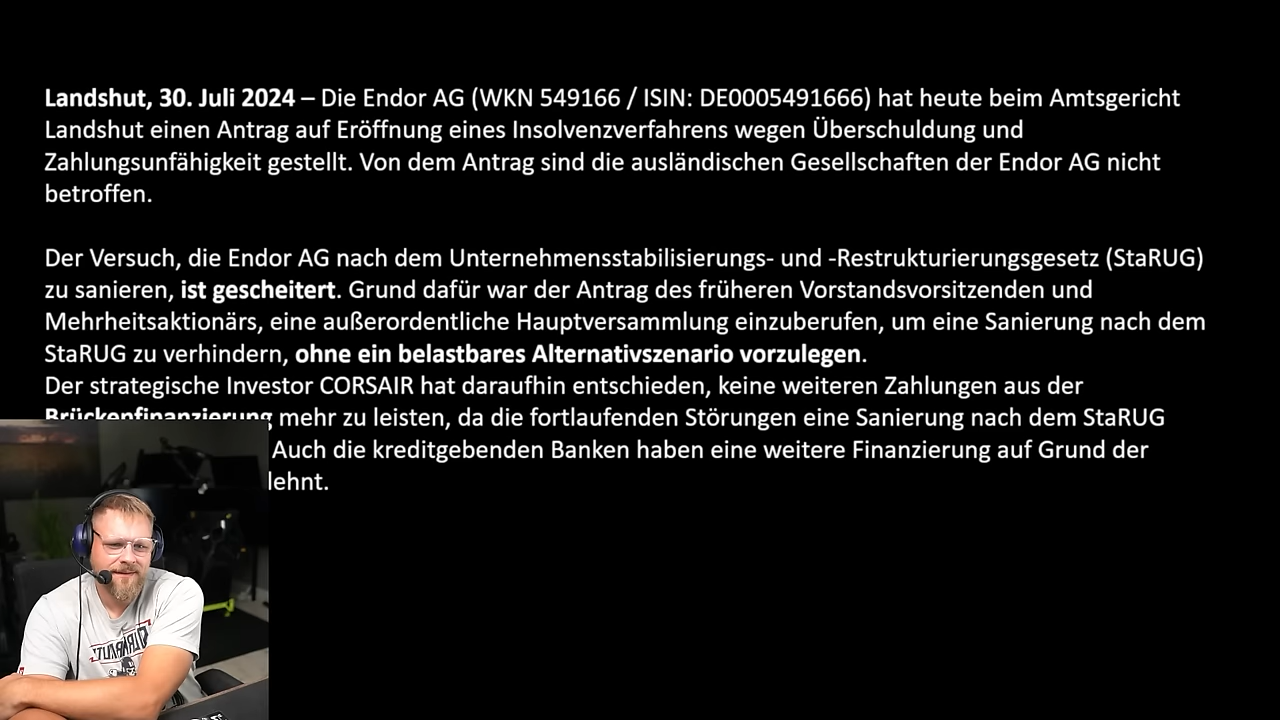 Landshut, 30. Juli 2024 – Die Endor AG (WKN 549166 / ISIN: DE0005491666) hat heute beim Amtsgericht
Landshut einen Antrag auf Eröffnung eines Insolvenzverfahrens wegen Überschuldung und
Zahlungsunfähigkeit gestellt. Von dem Antrag sind die ausländischen Gesellschaften der Endor AG nicht
betroffen.
Der Versuch, die Endor AG nach dem Unternehmensstabilisierungs- und -Restrukturierungsgesetz (StaRUG)
zu sanieren, ist gescheitert. Grund dafür war der Antrag des früheren Vorstandsvorsitzenden und
Mehrheitsaktionärs, eine außerordentliche Hauptversammlung einzuberufen, um eine Sanierung nach dem
StaRUG zu verhindern, ohne ein belastbares Alternativszenario vorzulegen.
Der strategische Investor CORSAIR hat daraufhin entschieden, keine weiteren Zahlungen aus der
Brückenfinanzierung mehr zu leisten, da die fortlaufenden Störungen eine Sanierung nach dem StaRUG
Auch die kreditgebenden Banken haben eine weitere Finanzierung auf Grund der
lehnt.